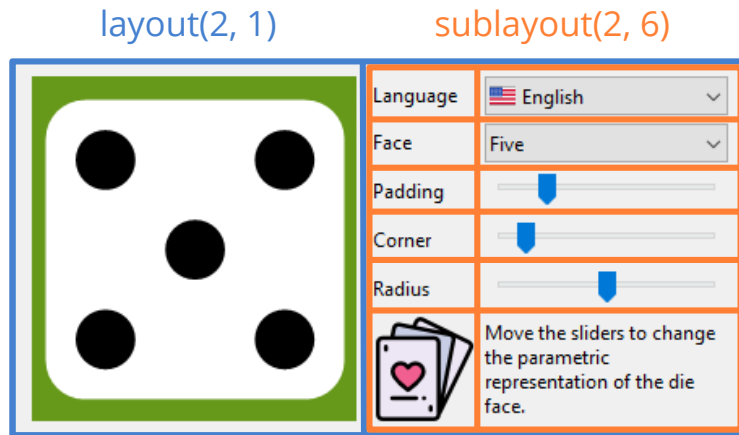 layout(2, 1)
sublayout(2, 6)
Language
English
Face
Five
Padding
Corner
Radius
Move the sliders to change
the parametric
representation of the die
face.